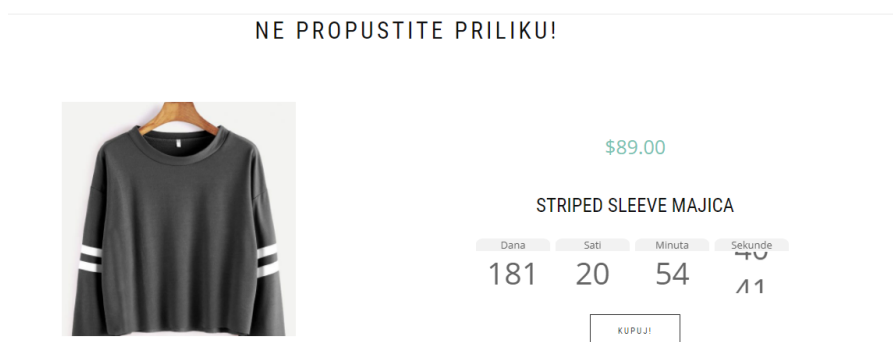 NE PROPUSTITE PRILIKU!
$89.00
STRIPED SLEEVE MAJICA
Dana Sati Minuta Sekunde
181 20 54
KUPUJ!